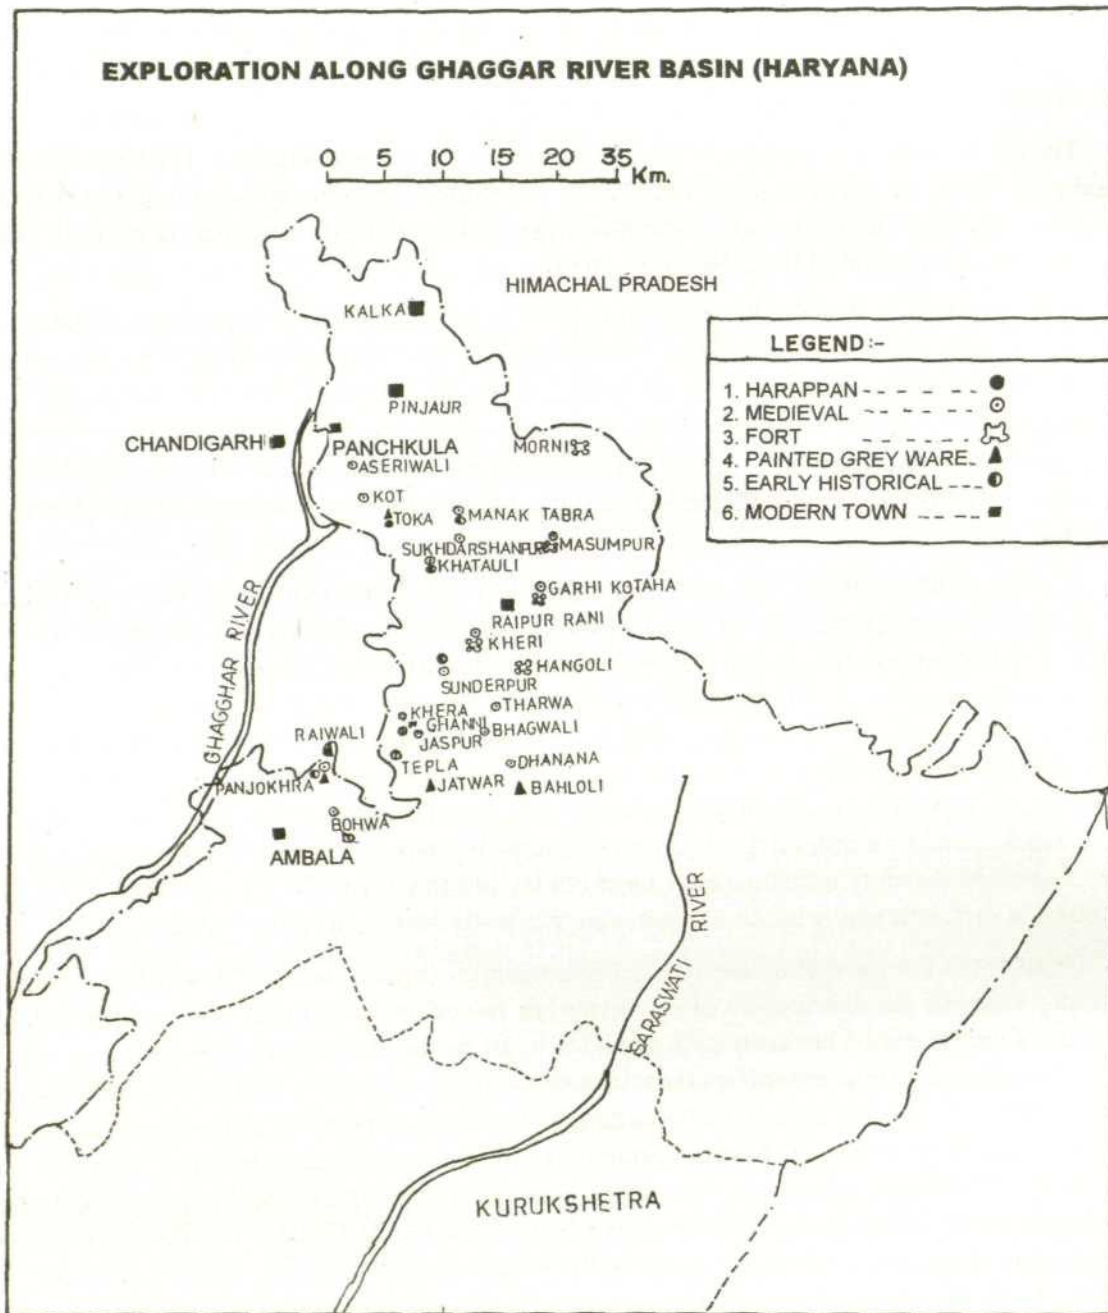 EXPLORATION ALONG GHAGGAR RIVER BASIN (HARYANA)
0 5 10 15 20 35
Km.
HIMACHAL PRADESH
KALKA
LEGEND:-
1. HARAPPAN
2. MEDIEVAL
3. FORT
4. PAINTED GREY WARE
5. EARLY HISTORICAL
6. MODERN TOWN
PINJAUR
CHANDIGARH
PANCHKULA
MORNI
ASERIWALI
KOT
TOKA
MANAK TABRA
SUKHDARSHANPUR
MASUMPUR
KHATAULI
GARHI KOTAHA
RAIPUR RANI
KHERI
HANGOLI
SUNDERPUR
THARWA
KHERA
GHANNI
BHAGWALI
JASPUR
RAIWALI
TEPLA
DHANANA
PANJOKHRA
JATWAR
BAHLOLI
BOHWA
AMBALA
GHAGGHAR RIVER
SARASWATI RIVER
KURUKSHETRA